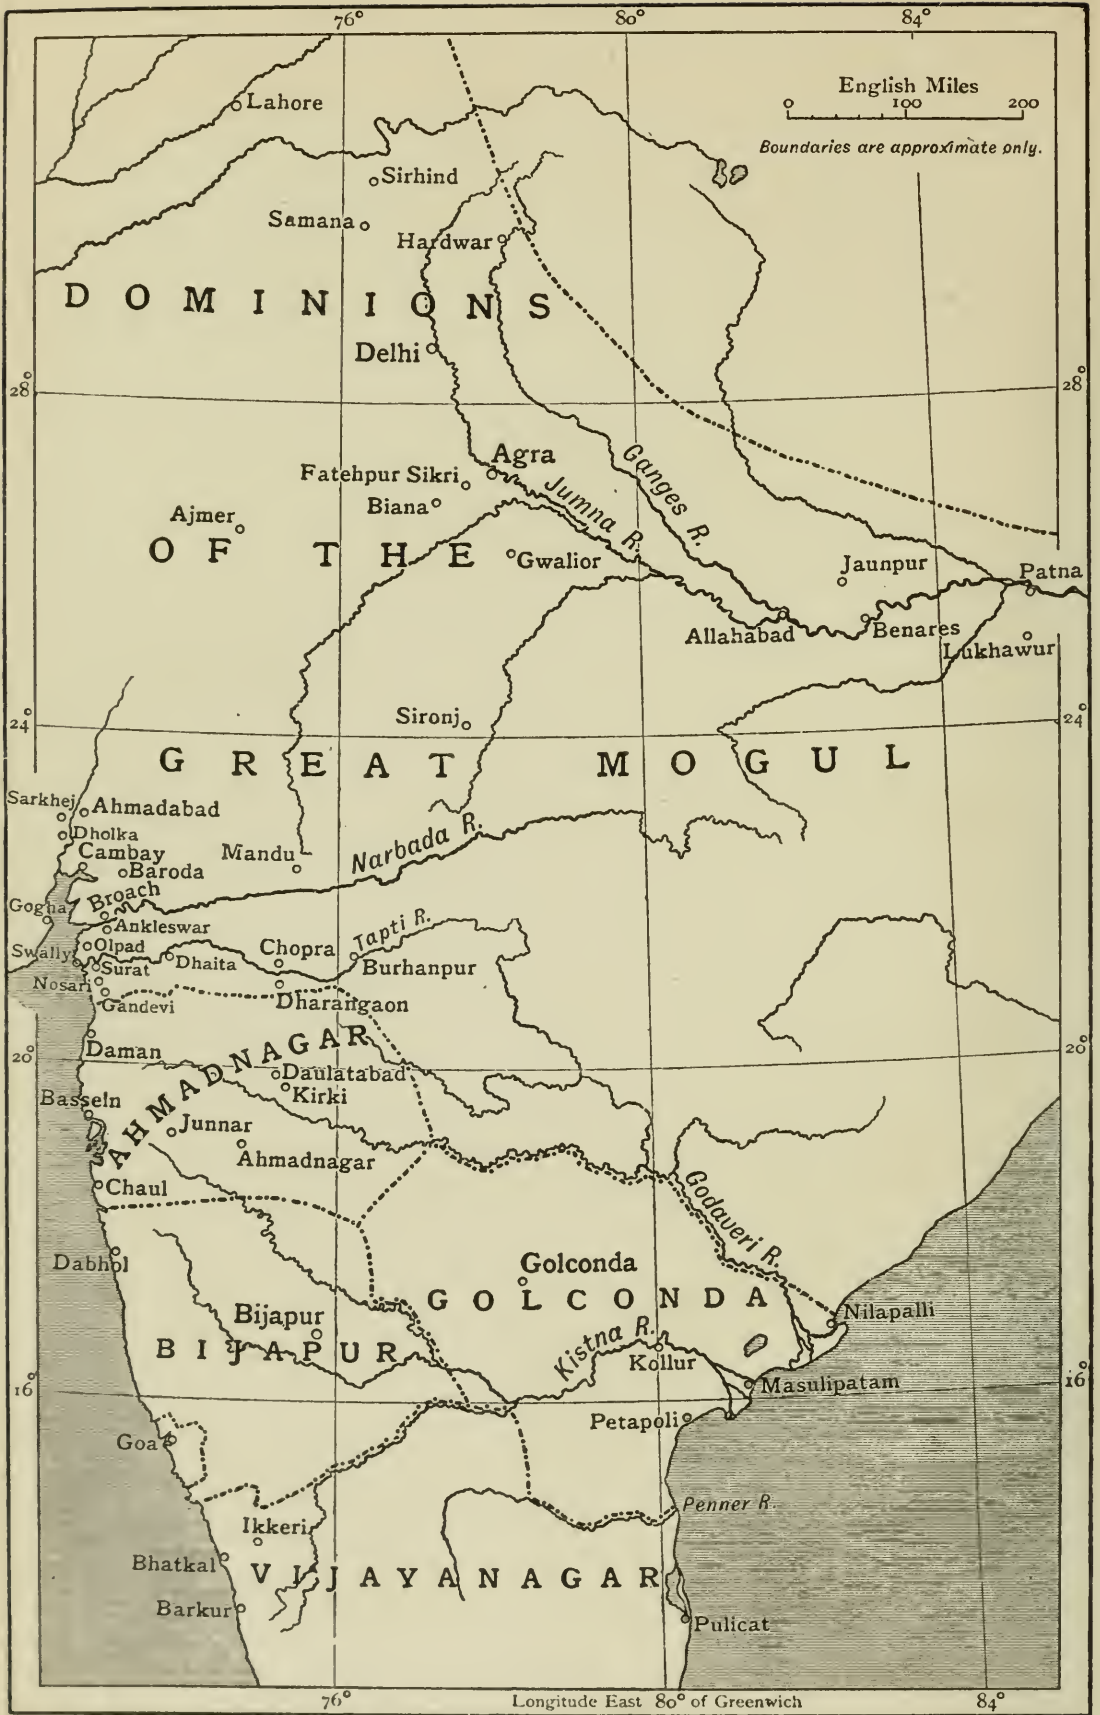 76° 80° 84°
English Miles
0 100 200
Boundaries are approximate only.
Lahore
Sirhind
Samana
Hardwar
DOMINIONS
Delhi
28° 28°
Agra
Ganges R.
Fatehpur Sikri
Jumna R.
Biana
Ajmer
OF THE
Gwalior
Jaunpur
Patna
Allahabad
Benares
Lukhawur
24° 24°
Sironj
GREAT MOGUL
Sarkhej
Ahmadabad
Dholka
Cambay
Mandu
Narbada R.
Baroda
Broach
Gogha
Ankleswar
Tapti R.
Swally
Olpad
Chopra
Surat
Dhaita
Burhanpur
Nosari
Gandevi
Dharangaon
20° 20°
Daman
AHMADNAGAR
Daulatabad
Kirki
Bassein
Junnar
Ahmadnagar
Chaul
Godaveri R.
Dabhol
Golconda
GOLCONDA
Nilapalli
Bijapur
BIJAPUR
Kistna R.
Kollur
16° 16°
Masulipatam
Petapoli
Goa
Penner R.
Ikkeri
Bhatkal
VIJAYANAGAR
Barkur
Pulicat
76° Longitude East 80° of Greenwich 84°